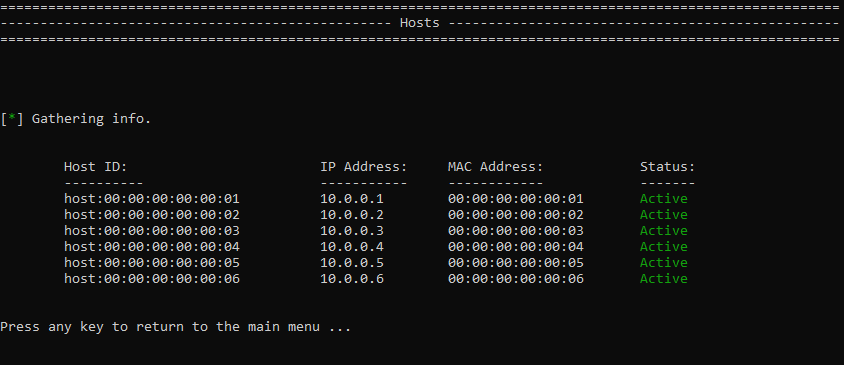 =========================================================================================================
------------------------------------------------- Hosts -------------------------------------------------
=========================================================================================================
[*] Gathering info.
Host ID: IP Address: MAC Address: Status:
---------- ----------- ------------ -------
host:00:00:00:00:00:01 10.0.0.1 00:00:00:00:00:01 Active
host:00:00:00:00:00:02 10.0.0.2 00:00:00:00:00:02 Active
host:00:00:00:00:00:03 10.0.0.3 00:00:00:00:00:03 Active
host:00:00:00:00:00:04 10.0.0.4 00:00:00:00:00:04 Active
host:00:00:00:00:00:05 10.0.0.5 00:00:00:00:00:05 Active
host:00:00:00:00:00:06 10.0.0.6 00:00:00:00:00:06 Active
Press any key to return to the main menu ...